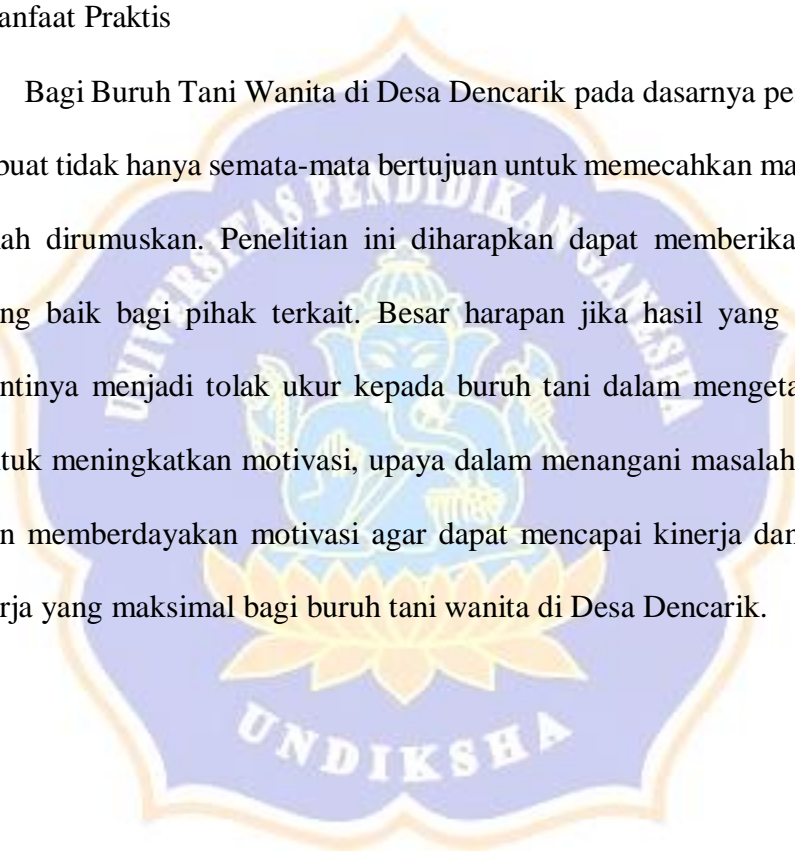 anfaat Praktis
Bagi Buruh Tani Wanita di Desa Dencarik pada dasarnya pe
buat tidak hanya semata-mata bertujuan untuk memecahkan ma
ah dirumuskan. Penelitian ini diharapkan dapat memberika
ng baik bagi pihak terkait. Besar harapan jika hasil yang
ntinya menjadi tolak ukur kepada buruh tani dalam mengeta
tuk meningkatkan motivasi, upaya dalam menangani masalah
n memberdayakan motivasi agar dapat mencapai kinerja dan
rja yang maksimal bagi buruh tani wanita di Desa Dencarik.
UNIVERSITAS PENDIDIKAN GANESHA
UNDIKSHA